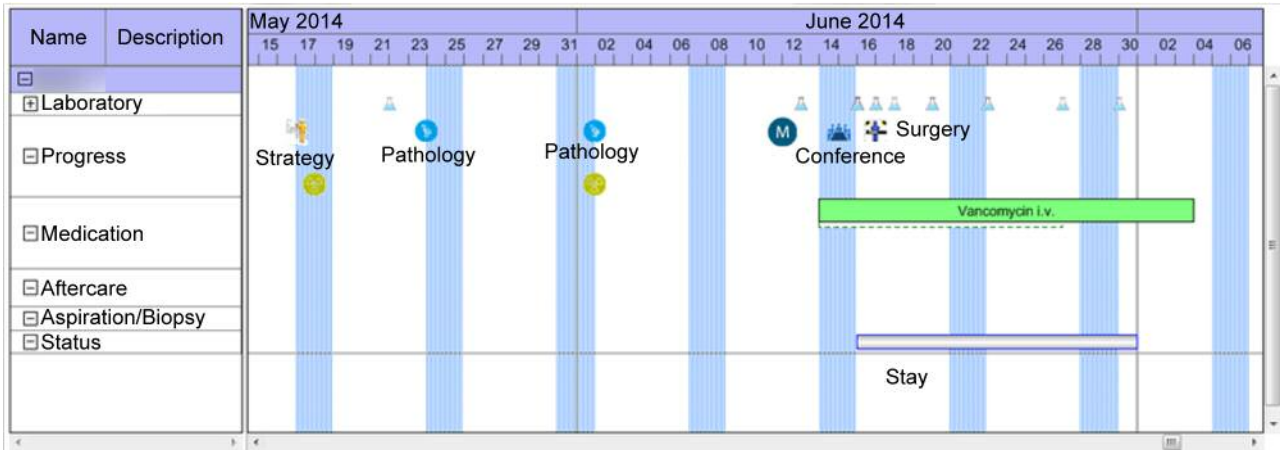 May 2014 June 2014
Name Description
15 17 19 21 23 25 27 29 31 02 04 06 08 10 12 14 16 18 20 22 24 26 28 30 02 04 06
Laboratory
M Surgery
Progress Strategy Pathology Pathology Conference
Vancomycin i.v.
Medication
Aftercare
Aspiration/Biopsy
Status
Stay